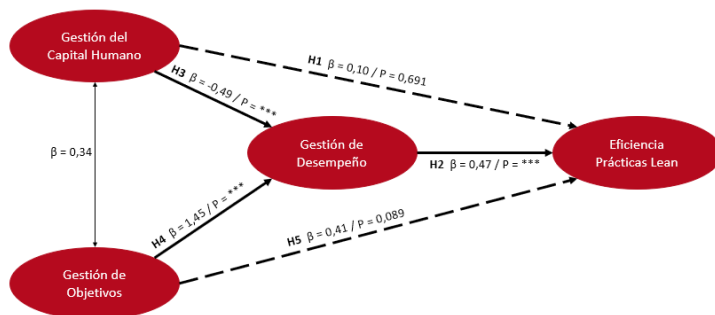 Gestión del
Capital Humano
H1 β = 0,10 / P = 0,691
H3 β = -0,49 / P = ***
β = 0,34
Gestión de
Desempeño
H2 β = 0,47 / P = ***
Eficiencia
Prácticas Lean
H4 β = 1,45 / P = ***
H5 β = 0,41 / P = 0,089
Gestión de
Objetivos